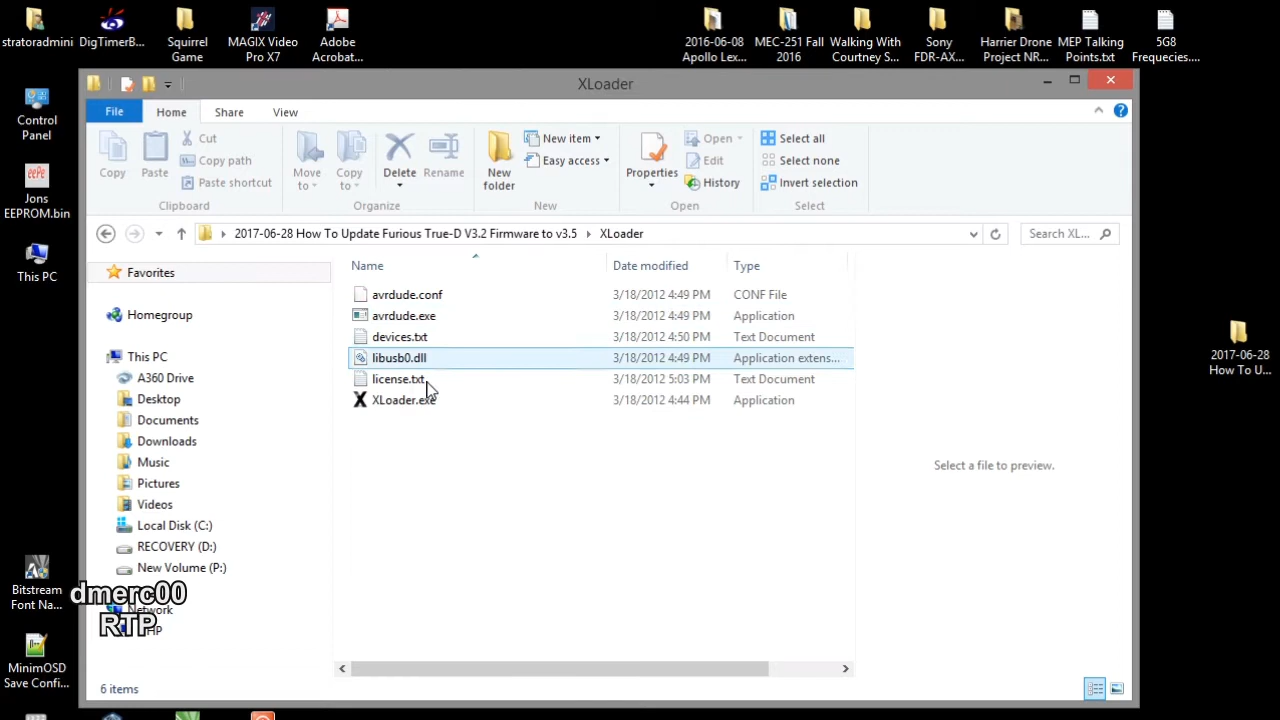 stratoradmini
DigTimerB...
Squirrel
Game
MAGIX Video
Pro X7
Adobe
Acrobat...
2016-06-08
Apollo Lex...
MEC-251 Fall
2016
Walking With
Courtney S...
Sony
FDR-AX...
Harrier Drone
Project NR...
MEP Talking
Points.txt
5G8
Frequecies....
XLoader
File
Home
Share
View
Copy
Paste
Cut
Copy path
Paste shortcut
Clipboard
Move
to
Copy
to
Delete
Rename
Organize
New
folder
New item
Easy access
New
Properties
Open
Edit
History
Open
Select all
Select none
Invert selection
Select
2017-06-28 How To Update Furious True-D V3.2 Firmware to v3.5
XLoader
Search XL...
Name
Date modified
Type
avrdude.conf 3/18/2012 4:49 PM CONF File
avrdude.exe 3/18/2012 4:49 PM Application
devices.txt 3/18/2012 4:50 PM Text Document
libusb0.dll 3/18/2012 4:49 PM Application extens...
license.txt 3/18/2012 5:03 PM Text Document
XLoader.exe 3/18/2012 4:44 PM Application
Favorites
Homegroup
This PC
A360 Drive
Desktop
Documents
Downloads
Music
Pictures
Videos
Local Disk (C:)
RECOVERY (D:)
New Volume (P:)
Network
HP
Select a file to preview.
6 items
Control
Panel
eePe
Jons
EEPROM.bin
This PC
Bitstream
Font Na...
MinimOSD
Save Confi...
2017-06-28
How To U...
dmerc00
RTP